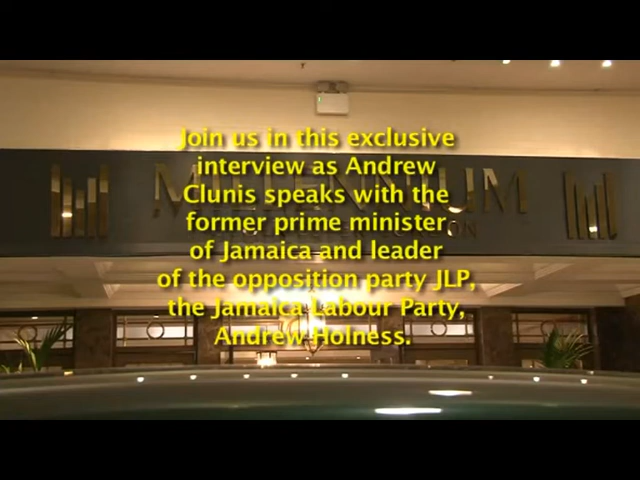 Join us in this exclusive
interview as Andrew
Clunis speaks with the
former prime minister
of Jamaica and leader
of the opposition party JLP,
the Jamaica Labour Party,
Andrew Holness.
MILLENNIUM